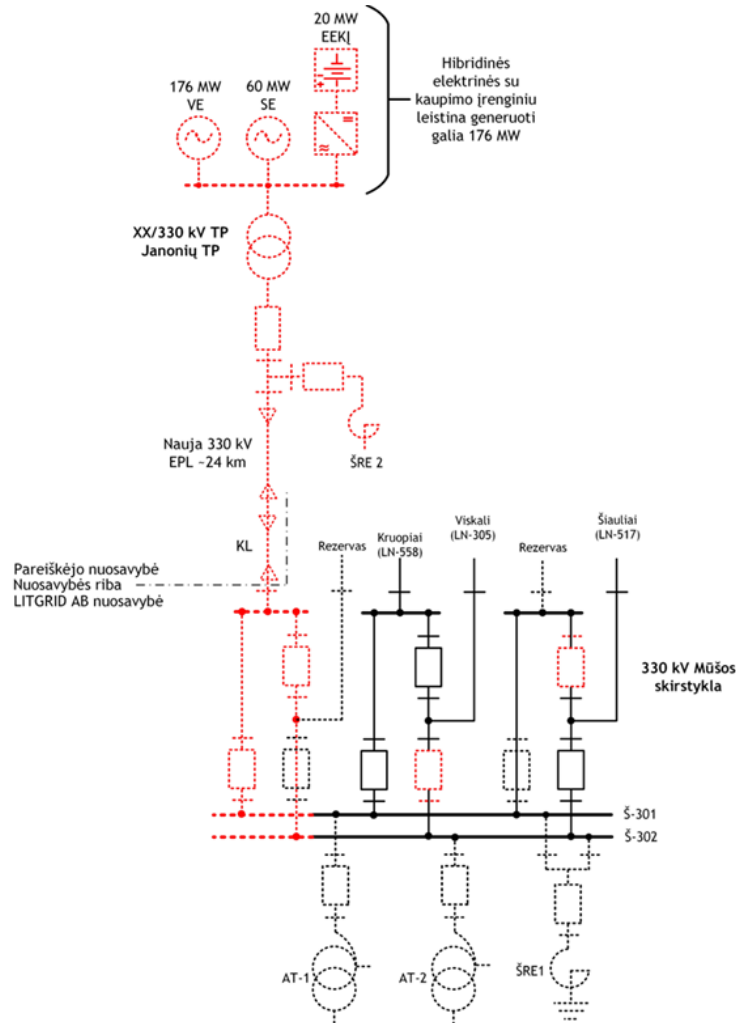 20 MW
EEKĮ
176 MW
VE
60 MW
SE
Hibridinės
elektrinės su
kaupimo įrenginiu
leistina generuoti
galia 176 MW
XX/330 kV TP
Janonių TP
ŠRE 2
Nauja 330 kV
EPL ~24 km
KL
Pareiškėjo nuosavybė
Nuosavybės riba
LITGRID AB nuosavybė
Rezervas
Kruopiai
(LN-558)
Viskali
(LN-305)
Rezervas
Šiauliai
(LN-517)
330 kV Mūšos
skirstykla
Š-301
Š-302
AT-1
AT-2
ŠRE1